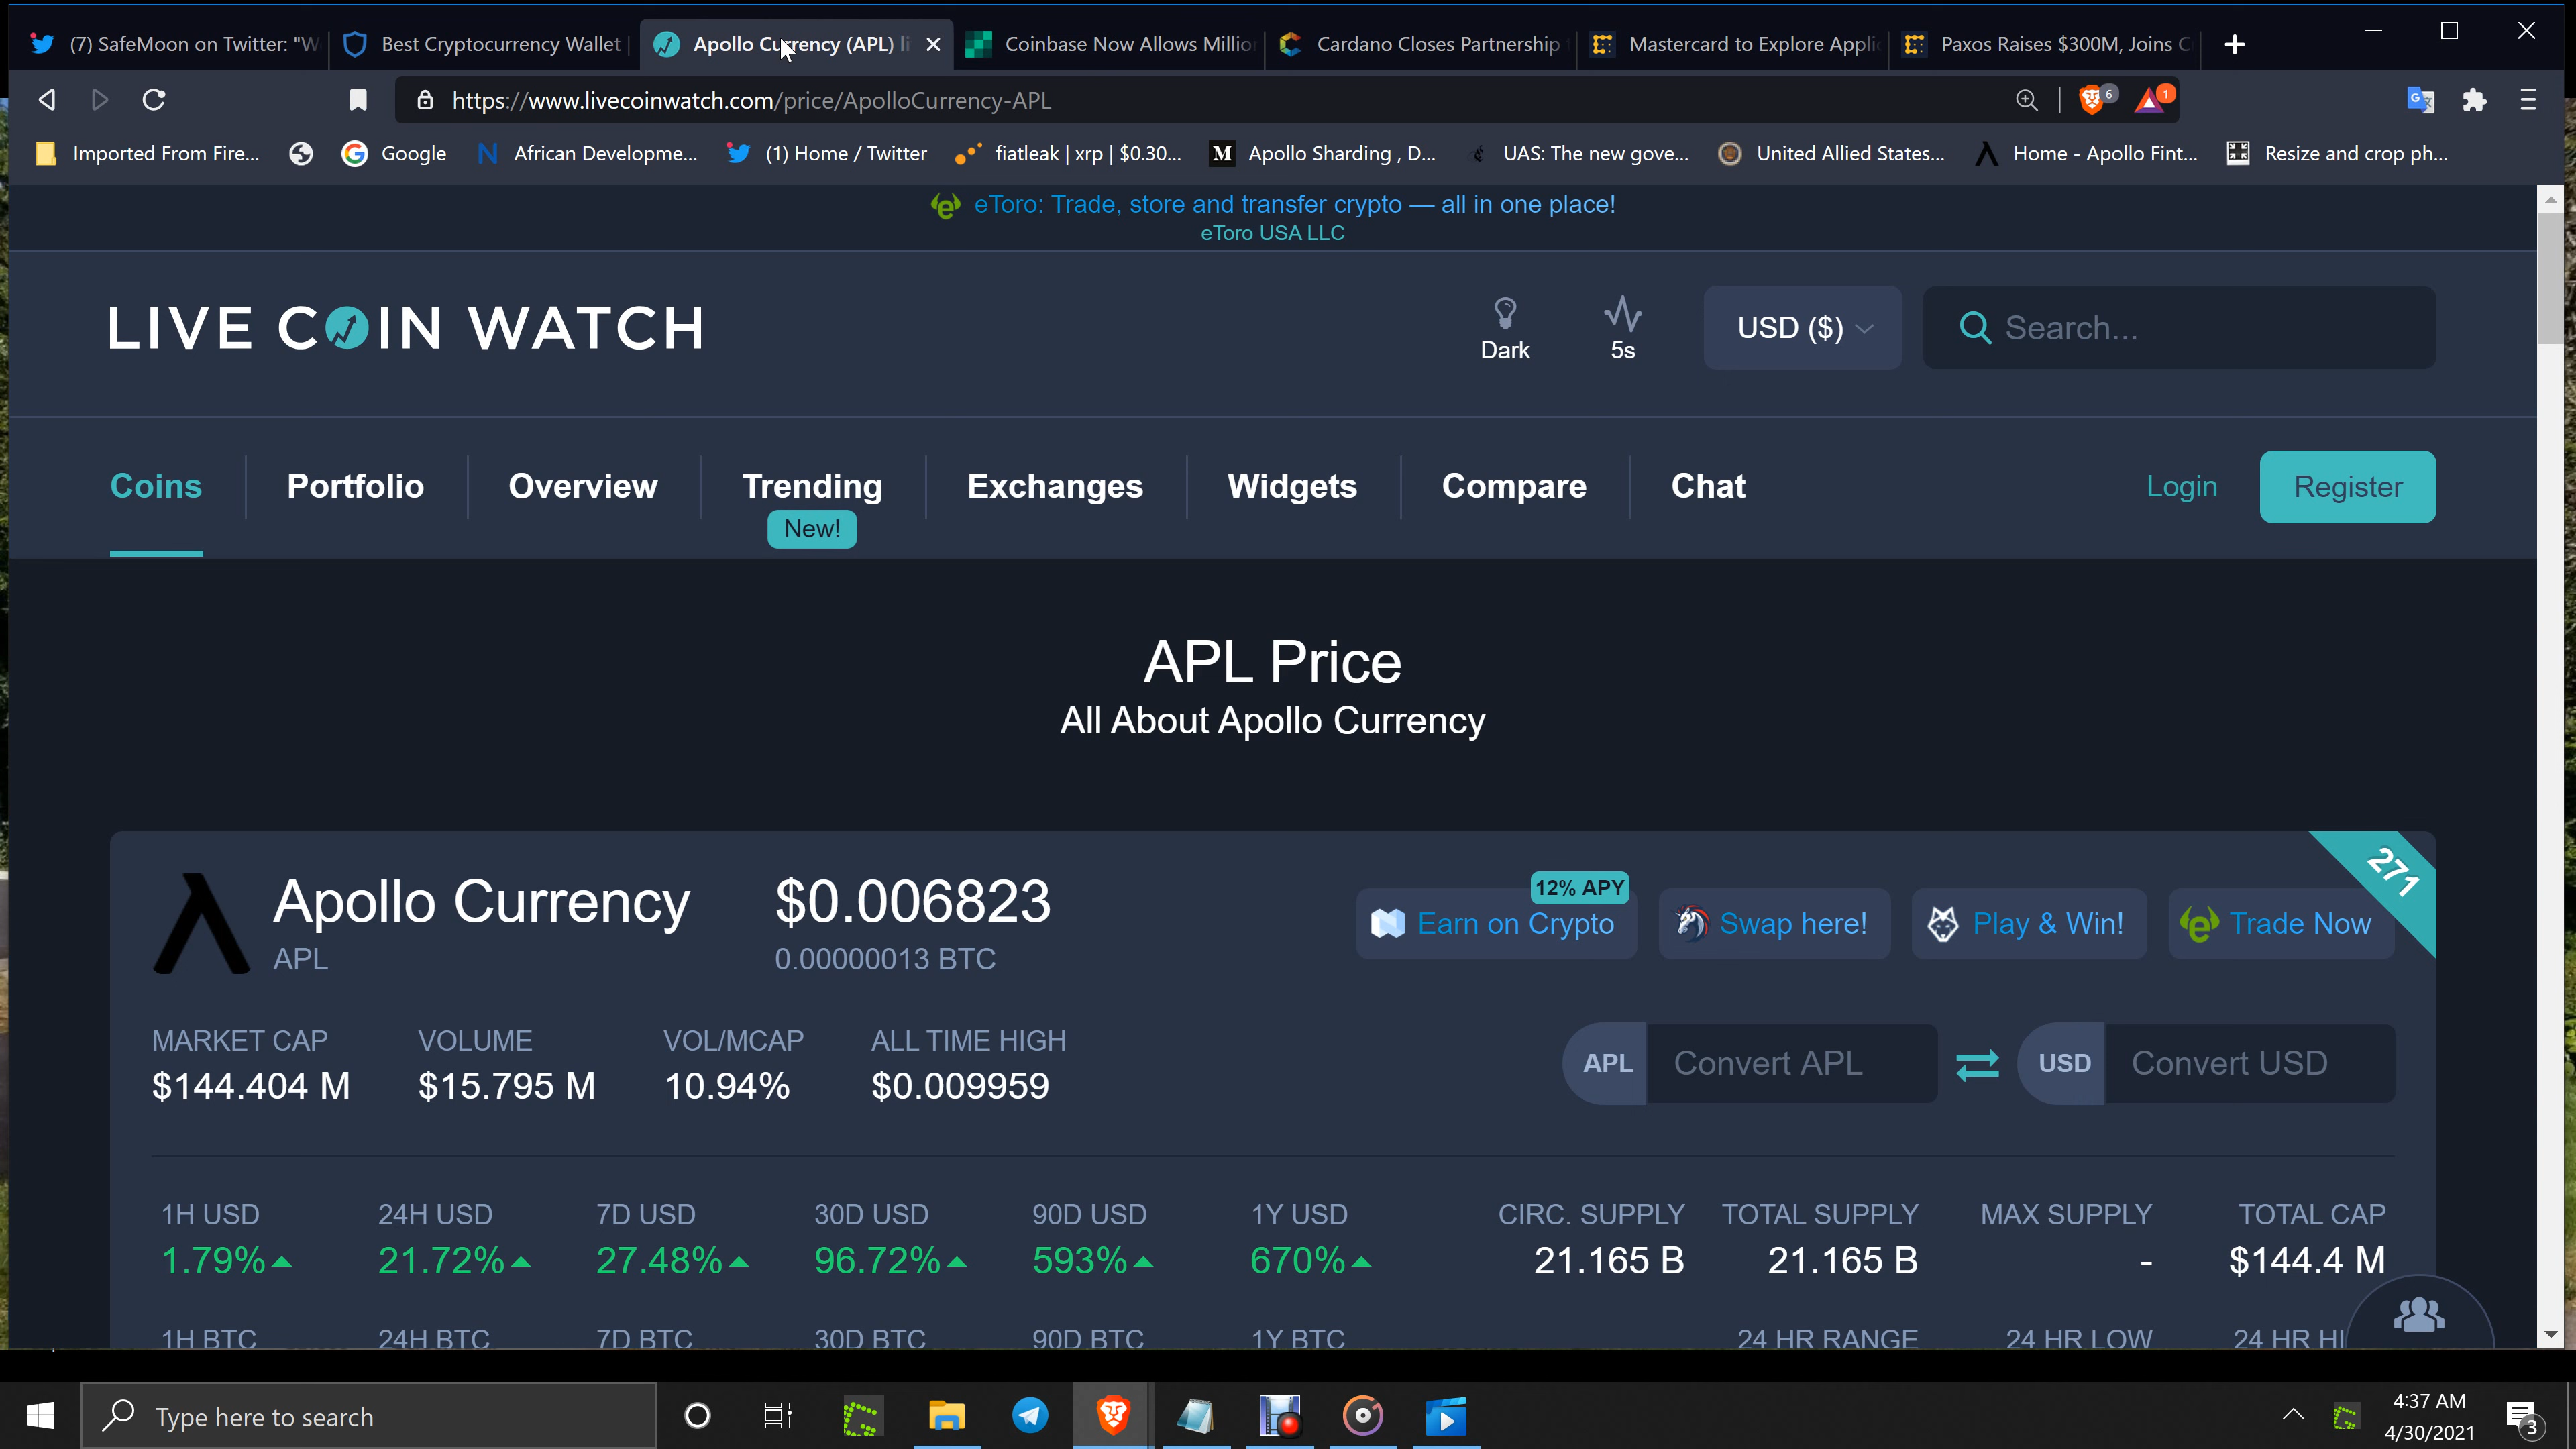 (7) SafeMoon on Twitter: "W
Best Cryptocurrency Wallet
Apollo Currency (APL) li
Coinbase Now Allows Millio
Cardano Closes Partnership
Mastercard to Explore Appli
Paxos Raises $300M, Joins C
https://www.livecoinwatch.com/price/ApolloCurrency-APL
6
1
Imported From Fire...
Google
African Developme...
(1) Home / Twitter
fiatleak | xrp | $0.30...
Apollo Sharding , D...
UAS: The new gove...
United Allied States...
Home - Apollo Fint...
Resize and crop ph...
eToro: Trade, store and transfer crypto — all in one place!
eToro USA LLC
LIVE COIN WATCH
Dark
5s
USD ($)
Search...
Coins
Portfolio
Overview
Trending
New!
Exchanges
Widgets
Compare
Chat
Login
Register
APL Price
All About Apollo Currency
271
Apollo Currency
APL
$0.006823
0.00000013 BTC
12% APY
Earn on Crypto
Swap here!
Play & Win!
Trade Now
MARKET CAP VOLUME VOL/MCAP ALL TIME HIGH
$144.404 M $15.795 M 10.94% $0.009959
APL Convert APL
USD Convert USD
1H USD 24H USD 7D USD 30D USD 90D USD 1Y USD CIRC. SUPPLY TOTAL SUPPLY MAX SUPPLY TOTAL CAP
1.79% 21.72% 27.48% 96.72% 593% 670% 21.165 B 21.165 B - $144.4 M
1H BTC 24H BTC 7D BTC 30D BTC 90D BTC 1Y BTC 24 HR RANGE 24 HR LOW 24 HR HI
Type here to search
4:37 AM
4/30/2021
3